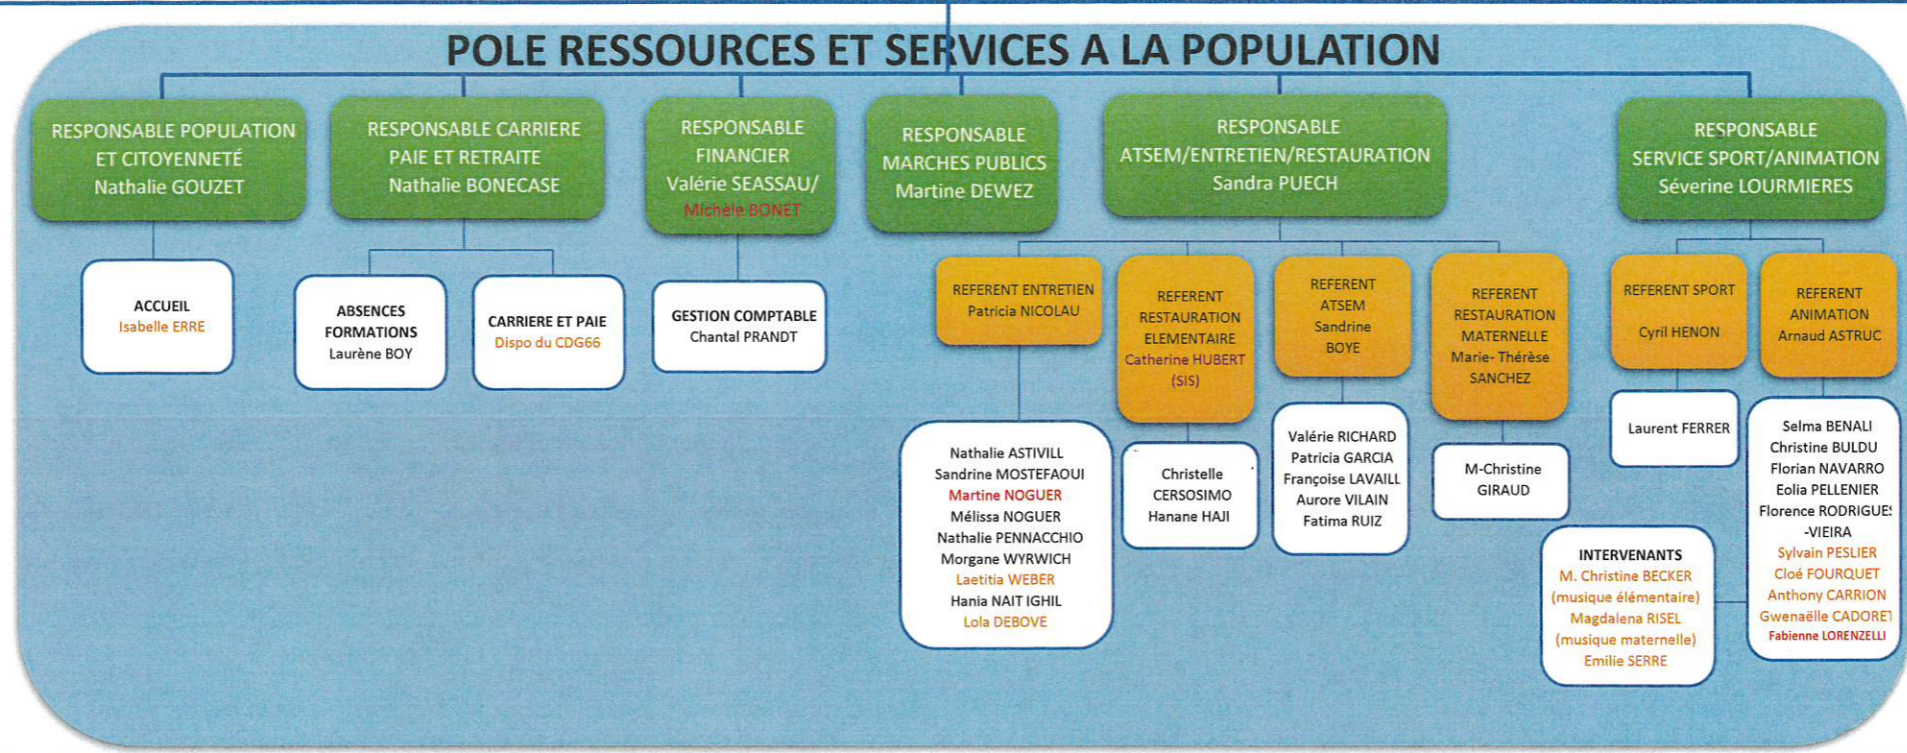 POLE RESSOURCES ET SERVICES A LA POPULATION
RESPONSABLE POPULATION
ET CITOYENNETÉ
Nathalie GOUZET
ACCUEIL
Isabelle ERRE
RESPONSABLE CARRIERE
PAIE ET RETRAITE
Nathalie BONECASE
ABSENCES
FORMATIONS
Laurène BOY
CARRIERE ET PAIE
Dispo du CDG66
RESPONSABLE
FINANCIER
Valérie SEASSAU/
Michele BONET
GESTION COMPTABLE
Chantal PRANDT
RESPONSABLE
MARCHES PUBLICS
Martine DEWEZ
RESPONSABLE
ATSEM/ENTRETIEN/RESTAURATION
Sandra PUECH
REFERENT ENTRETIEN
Patricia NICOLAU
Nathalie ASTIVILL
Sandrine MOSTEFAOUI
Martine NOGUER
Mélissa NOGUER
Nathalie PENNACCHIO
Morgane WYRWICH
Laetitia WEBER
Hania NAIT IGHIL
Lola DEBOVE
REFERENT
RESTAURATION
ELEMENTAIRE
Catherine HUBERT
(SIS)
Christelle
CERSOSIMO
Hanane HAJI
REFERENT
ATSEM
Sandrine
BOYE
Valérie RICHARD
Patricia GARCIA
Françoise LAVAILL
Aurore VILAIN
Fatima RUIZ
REFERENT
RESTAURATION
MATERNELLE
Marie- Thérèse
SANCHEZ
M-Christine
GIRAUD
RESPONSABLE
SERVICE SPORT/ANIMATION
Séverine LOURMIERES
REFERENT SPORT
Cyril HENON
Laurent FERRER
REFERENT
ANIMATION
Arnaud ASTRUC
Selma BENALI
Christine BULDU
Florian NAVARRO
Eolia PELLENIER
Florence RODRIGUES
-VIEIRA
Sylvain PESLIER
Cloé FOURQUET
Anthony CARRION
Gwenaëlle CADORET
Fabienne LORENZELLI
INTERVENANTS
M. Christine BECKER
(musique élémentaire)
Magdalena RISEL
(musique maternelle)
Emilie SERRE